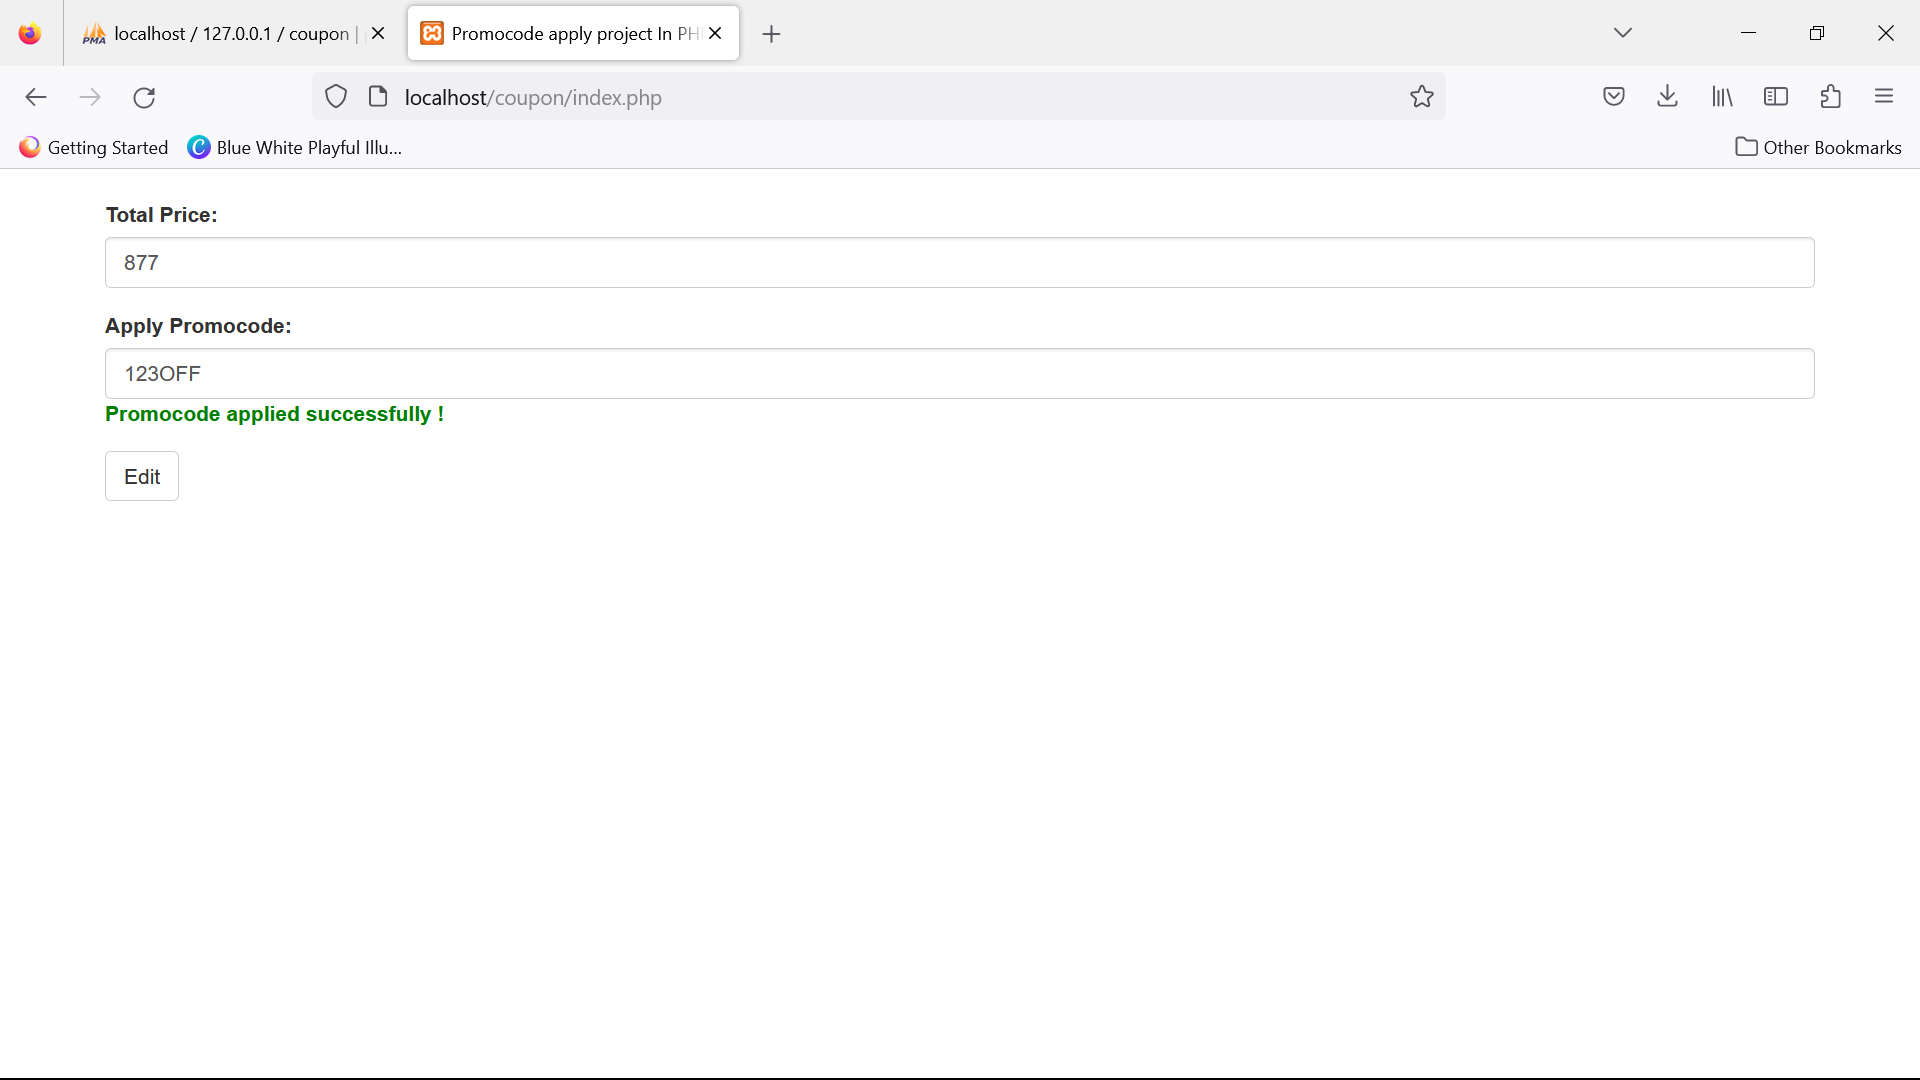 PMA
localhost / 127.0.0.1 / coupon |
Promocode apply project In PH
localhost/coupon/index.php
Getting Started
Blue White Playful Illu...
Other Bookmarks
Total Price:
877
Apply Promocode:
123OFF
Promocode applied successfully !
Edit